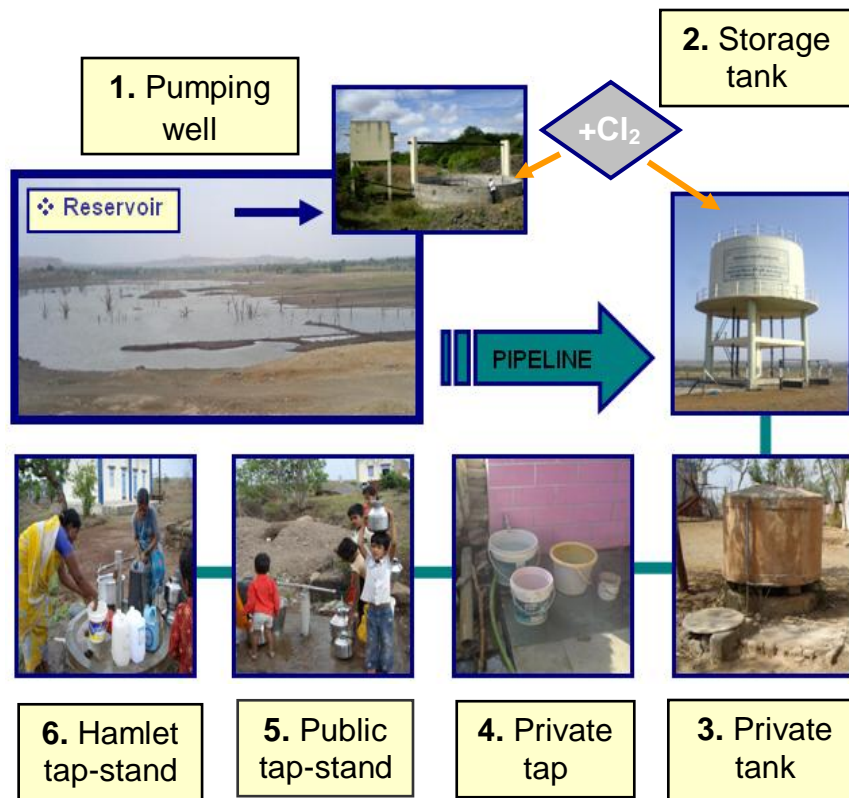 1. Pumping
well
+Cl₂
2. Storage
tank
❖ Reservoir
PIPELINE
6. Hamlet
tap-stand
5. Public
tap-stand
4. Private
tap
3. Private
tank